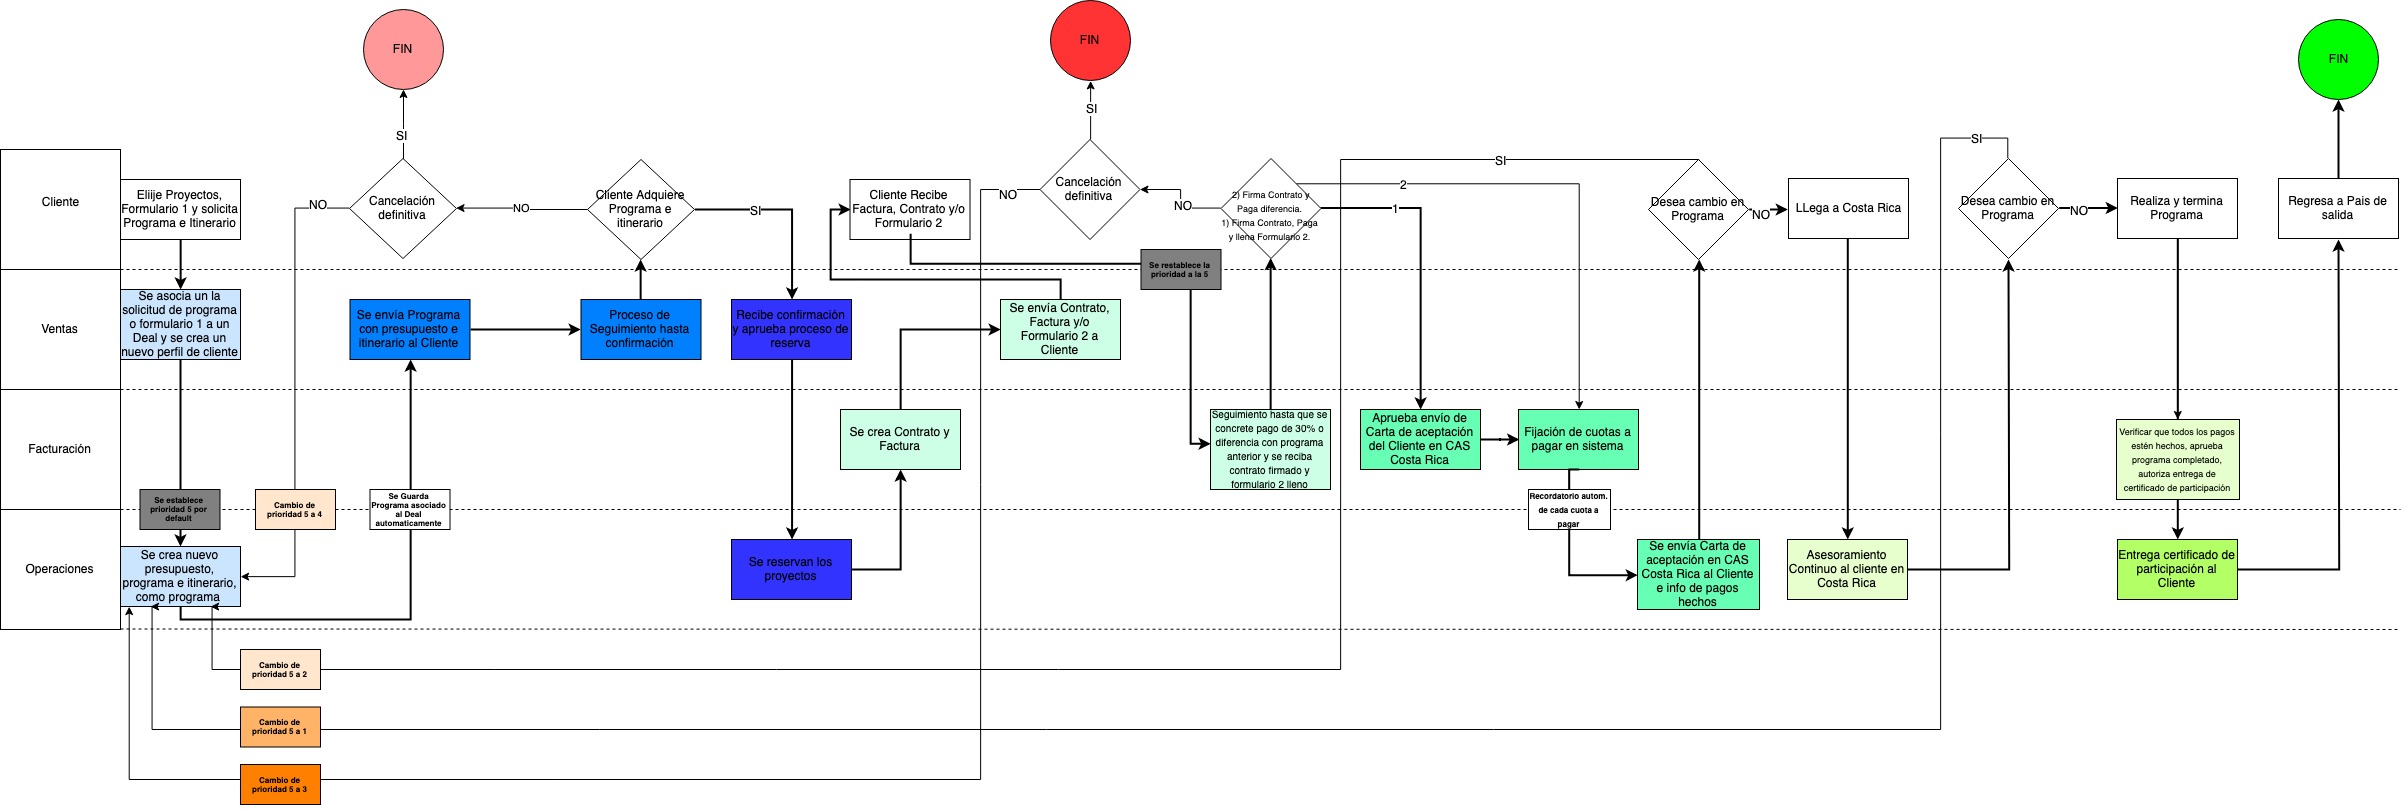 FIN
FIN
FIN
SI
SI
SI
SI
Cliente
Eliije Proyectos,
Formulario 1 y solicita
Programa e Itinerario
NO
Cancelación
definitiva
NO
Cliente Adquiere
Programa e
itinerario
SI
Cliente Recibe
Factura, Contrato y/o
Formulario 2
NO
Cancelación
definitiva
NO
2) Firma Contrato y
Paga diferencia.
1) Firma Contrato, Paga
y llena Formulario 2.
2
1
Desea cambio en
Programa
NO
LLega a Costa Rica
Desea cambio en
Programa
NO
Realiza y termina
Programa
Regresa a Pais de
salida
Se restablece la
prioridad a la 5
Ventas
Se asocia un la
solicitud de programa
o formulario 1 a un
Deal y se crea un
nuevo perfil de cliente
Se envía Programa
con presupuesto e
itinerario al Cliente
Proceso de
Seguimiento hasta
confirmación
Recibe confirmación
y aprueba proceso de
reserva
Se envía Contrato,
Factura y/o
Formulario 2 a
Cliente
Facturación
Se crea Contrato y
Factura
Seguimiento hasta que se
concrete pago de 30% o
diferencia con programa
anterior y se reciba
contrato firmado y
formulario 2 lleno
Aprueba envío de
Carta de aceptación
del Cliente en CAS
Costa Rica
Fijación de cuotas a
pagar en sistema
Verificar que todos los pagos
estén hechos, aprueba
programa completado,
autoriza entrega de
certificado de participación
Se establece
prioridad 5 por
default
Cambio de
prioridad 5 a 4
Se Guarda
Programa asociado
al Deal
automaticamente
Recordatorio autom.
de cada cuota a
pagar
Operaciones
Se crea nuevo
presupuesto,
programa e itinerario,
como programa
Se reservan los
proyectos
Se envía Carta de
aceptación en CAS
Costa Rica al Cliente
e info de pagos
hechos
Asesoramiento
Continuo al cliente en
Costa Rica
Entrega certificado de
participación al
Cliente
Cambio de
prioridad 5 a 2
Cambio de
prioridad 5 a 1
Cambio de
prioridad 5 a 3